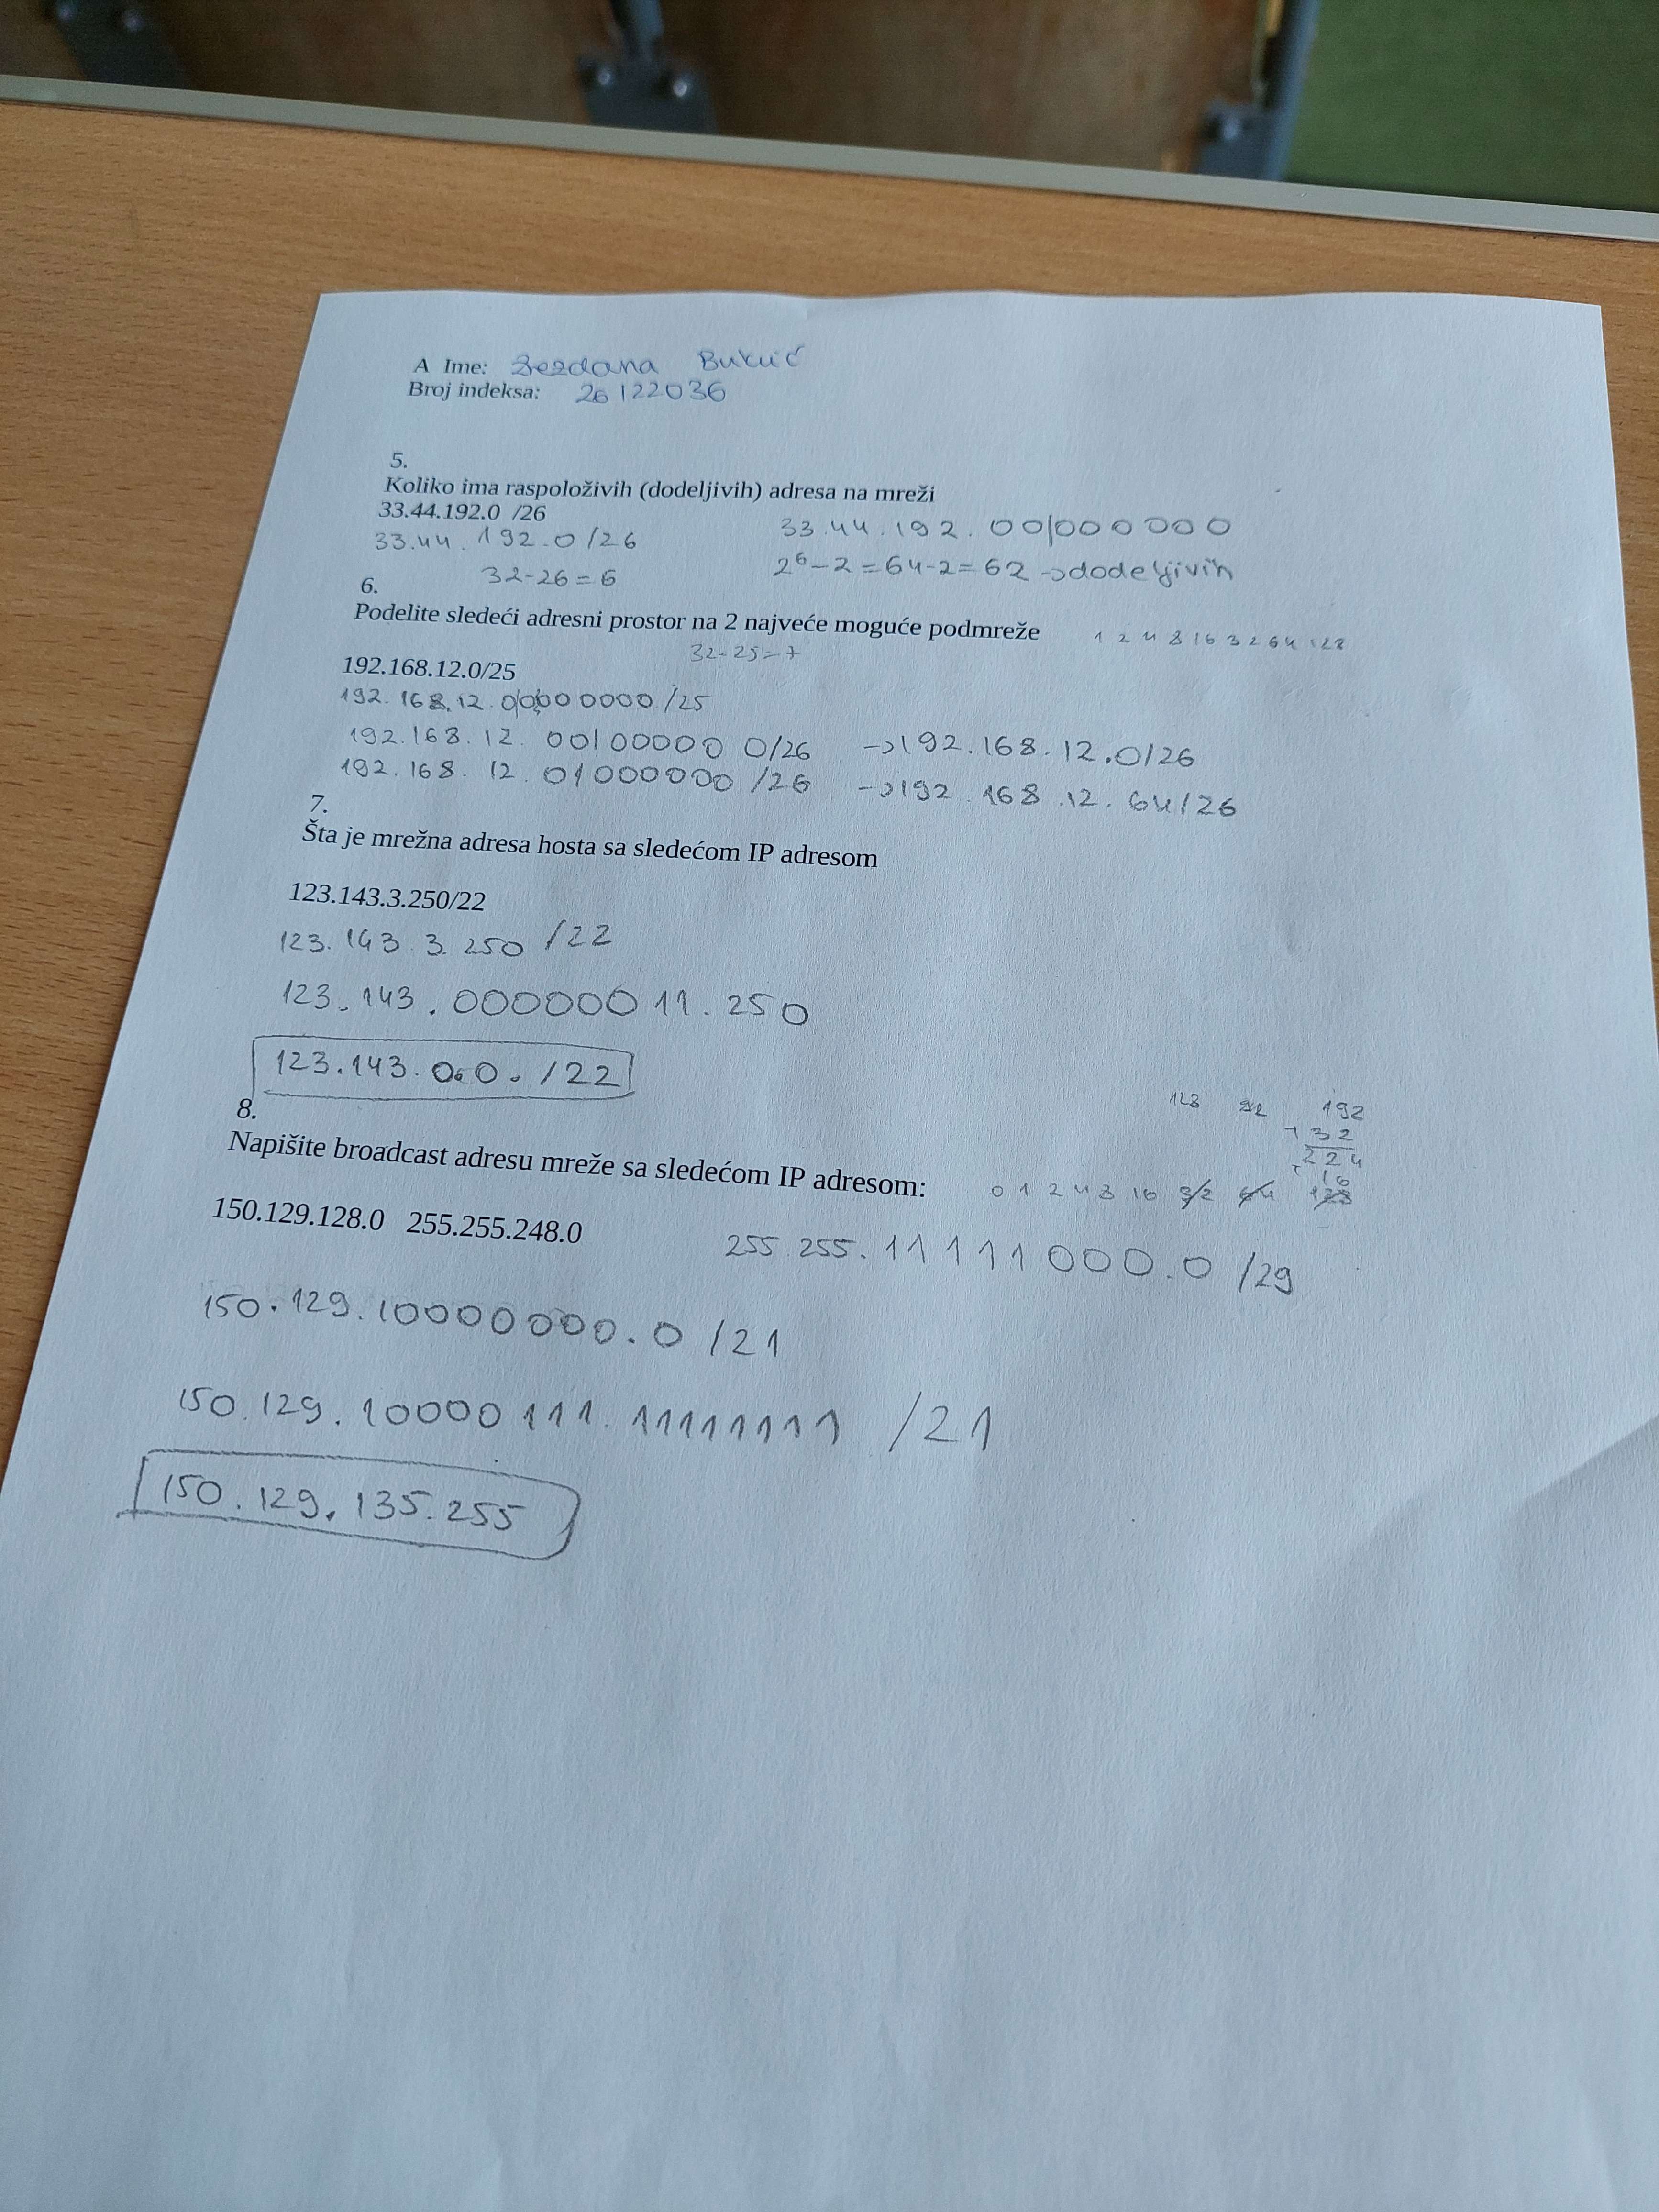 A Ime: Zvezdana Bukvić
Broj indeksa: 26122036
5.
Koliko ima raspoloživih (dodeljivih) adresa na mreži
33.44.192.0 /26
33.44.192.0/26
32-26=6
33.44.192.00|000000
2⁶-2=64-2=62 →dodeljivih
6.
Podelite sledeći adresni prostor na 2 najveće moguće podmreže
1 2 4 8 16 32 64 128
32-25=7
192.168.12.0/25
192.168.12.00000000/25
192.168.12.00|000000/26 →192.168.12.0/26
192.168.12.01000000/26 →192.168.12.64/26
7.
Šta je mrežna adresa hosta sa sledećom IP adresom
123.143.3.250/22
123.143.3.250/22
123.143.00000011.250
123.143.0.0./22
8.
128 192
+32
224
16
Napišite broadcast adresu mreže sa sledećom IP adresom:
0 1 2 4 8 16 32 64 128
150.129.128.0 255.255.248.0
255.255.11111000.0 /29
150.129.10000000.0 /21
150.129.10000111.11111111 /21
150.129.135.255